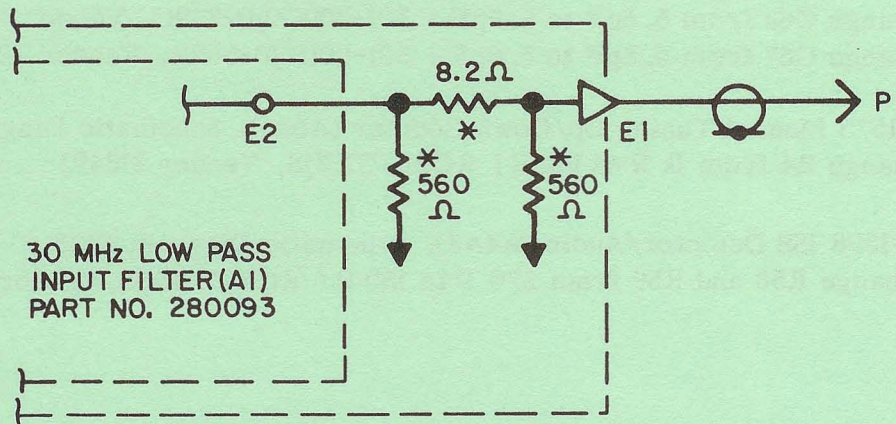 8.2Ω
*
E2
E1
P
*
560
Ω
*
560
Ω
30 MHz LOW PASS
INPUT FILTER (A1)
PART NO. 280093